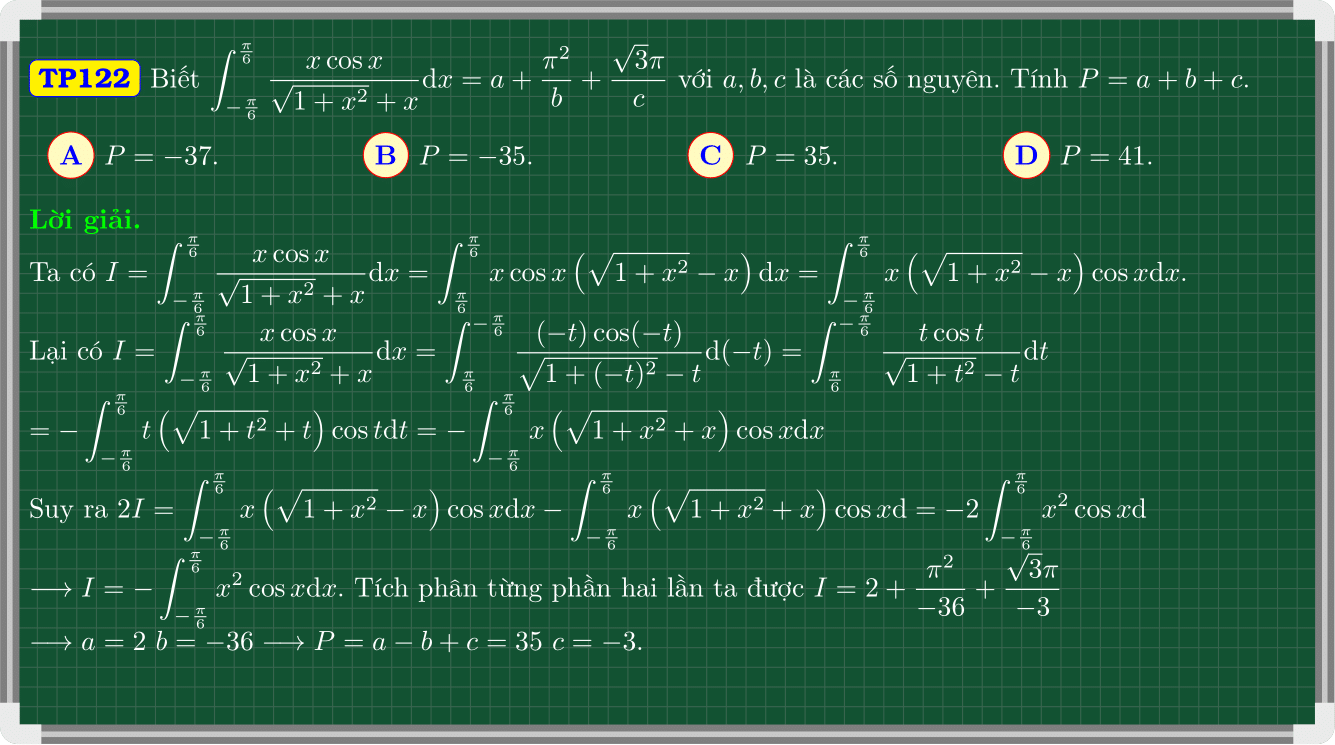 TP122 Biết $\int_{-\frac{\pi}{6}}^{\frac{\pi}{6}} \frac{x\cos x}{\sqrt{1+x^2}+x}\mathrm{d}x = a + \frac{\pi^2}{b} + \frac{\sqrt{3}\pi}{c}$ với $a, b, c$ là các số nguyên. Tính $P = a + b + c$.
A $P = -37$. B $P = -35$. C $P = 35$. D $P = 41$.
Lời giải.
Ta có $I = \int_{-\frac{\pi}{6}}^{\frac{\pi}{6}} \frac{x\cos x}{\sqrt{1+x^2}+x}\mathrm{d}x = \int_{\frac{\pi}{6}}^{\frac{\pi}{6}} x\cos x\left(\sqrt{1+x^2}-x\right)\mathrm{d}x = \int_{-\frac{\pi}{6}}^{\frac{\pi}{6}} x\left(\sqrt{1+x^2}-x\right)\cos x\mathrm{d}x.$
Lại có $I = \int_{-\frac{\pi}{6}}^{\frac{\pi}{6}} \frac{x\cos x}{\sqrt{1+x^2}+x}\mathrm{d}x = \int_{\frac{\pi}{6}}^{-\frac{\pi}{6}} \frac{(-t)\cos(-t)}{\sqrt{1+(-t)^2}-t}\mathrm{d}(-t) = \int_{\frac{\pi}{6}}^{-\frac{\pi}{6}} \frac{t\cos t}{\sqrt{1+t^2}-t}\mathrm{d}t$
$= -\int_{-\frac{\pi}{6}}^{\frac{\pi}{6}} t\left(\sqrt{1+t^2}+t\right)\cos t\mathrm{d}t = -\int_{-\frac{\pi}{6}}^{\frac{\pi}{6}} x\left(\sqrt{1+x^2}+x\right)\cos x\mathrm{d}x$
Suy ra $2I = \int_{-\frac{\pi}{6}}^{\frac{\pi}{6}} x\left(\sqrt{1+x^2}-x\right)\cos x\mathrm{d}x - \int_{-\frac{\pi}{6}}^{\frac{\pi}{6}} x\left(\sqrt{1+x^2}+x\right)\cos x\mathrm{d} = -2\int_{-\frac{\pi}{6}}^{\frac{\pi}{6}} x^2\cos x\mathrm{d}$
$\longrightarrow I = -\int_{-\frac{\pi}{6}}^{\frac{\pi}{6}} x^2\cos x\mathrm{d}x$. Tích phân từng phần hai lần ta được $I = 2 + \frac{\pi^2}{-36} + \frac{\sqrt{3}\pi}{-3}$
$\longrightarrow a = 2\ b = -36 \longrightarrow P = a - b + c = 35\ c = -3.$